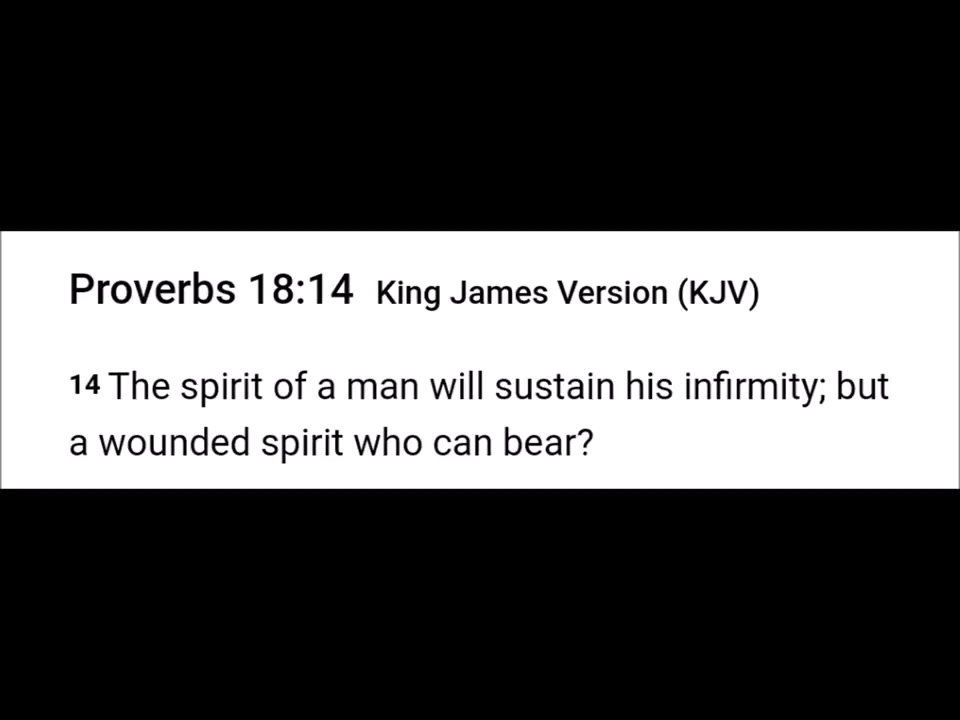 Proverbs 18:14 King James Version (KJV)
14 The spirit of a man will sustain his infirmity; but
a wounded spirit who can bear?